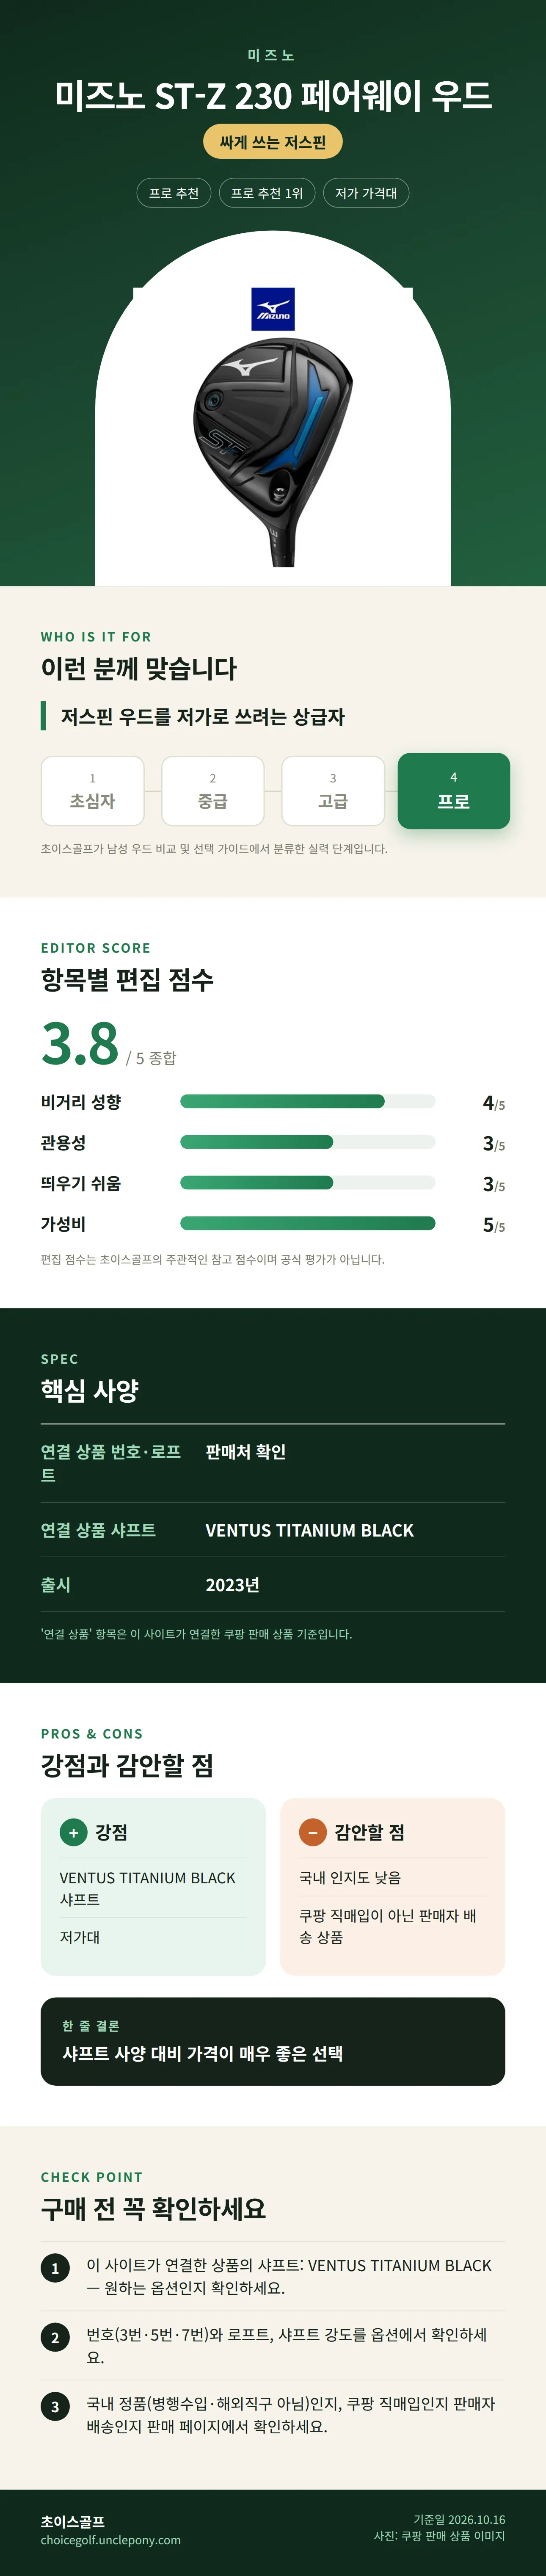 미즈노
미즈노 ST-Z 230 페어웨이 우드
싸게 쓰는 저스핀
프로 추천
프로 추천 1위
저가 가격대
MIZUNO
ST
WHO IS IT FOR
이런 분께 맞습니다
저스핀 우드를 저가로 쓰려는 상급자
1
초심자
2
중급
3
고급
4
프로
초이스골프가 남성 우드 비교 및 선택 가이드에서 분류한 실력 단계입니다.
EDITOR SCORE
항목별 편집 점수
3.8 / 5 종합
비거리 성향 4/5
관용성 3/5
띄우기 쉬움 3/5
가성비 5/5
편집 점수는 초이스골프의 주관적인 참고 점수이며 공식 평가가 아닙니다.
SPEC
핵심 사양
연결 상품 번호·로프
트
판매처 확인
연결 상품 샤프트 VENTUS TITANIUM BLACK
출시 2023년
'연결 상품' 항목은 이 사이트가 연결한 쿠팡 판매 상품 기준입니다.
PROS & CONS
강점과 감안할 점
+ 강점
VENTUS TITANIUM BLACK
샤프트
저가대
− 감안할 점
국내 인지도 낮음
쿠팡 직매입이 아닌 판매자 배
송 상품
한 줄 결론
샤프트 사양 대비 가격이 매우 좋은 선택
CHECK POINT
구매 전 꼭 확인하세요
1 이 사이트가 연결한 상품의 샤프트: VENTUS TITANIUM BLACK
— 원하는 옵션인지 확인하세요.
2 번호(3번·5번·7번)와 로프트, 샤프트 강도를 옵션에서 확인하세
요.
3 국내 정품(병행수입·해외직구 아님)인지, 쿠팡 직매입인지 판매자
배송인지 판매 페이지에서 확인하세요.
초이스골프
choicegolf.unclepony.com
기준일 2026.10.16
사진: 쿠팡 판매 상품 이미지